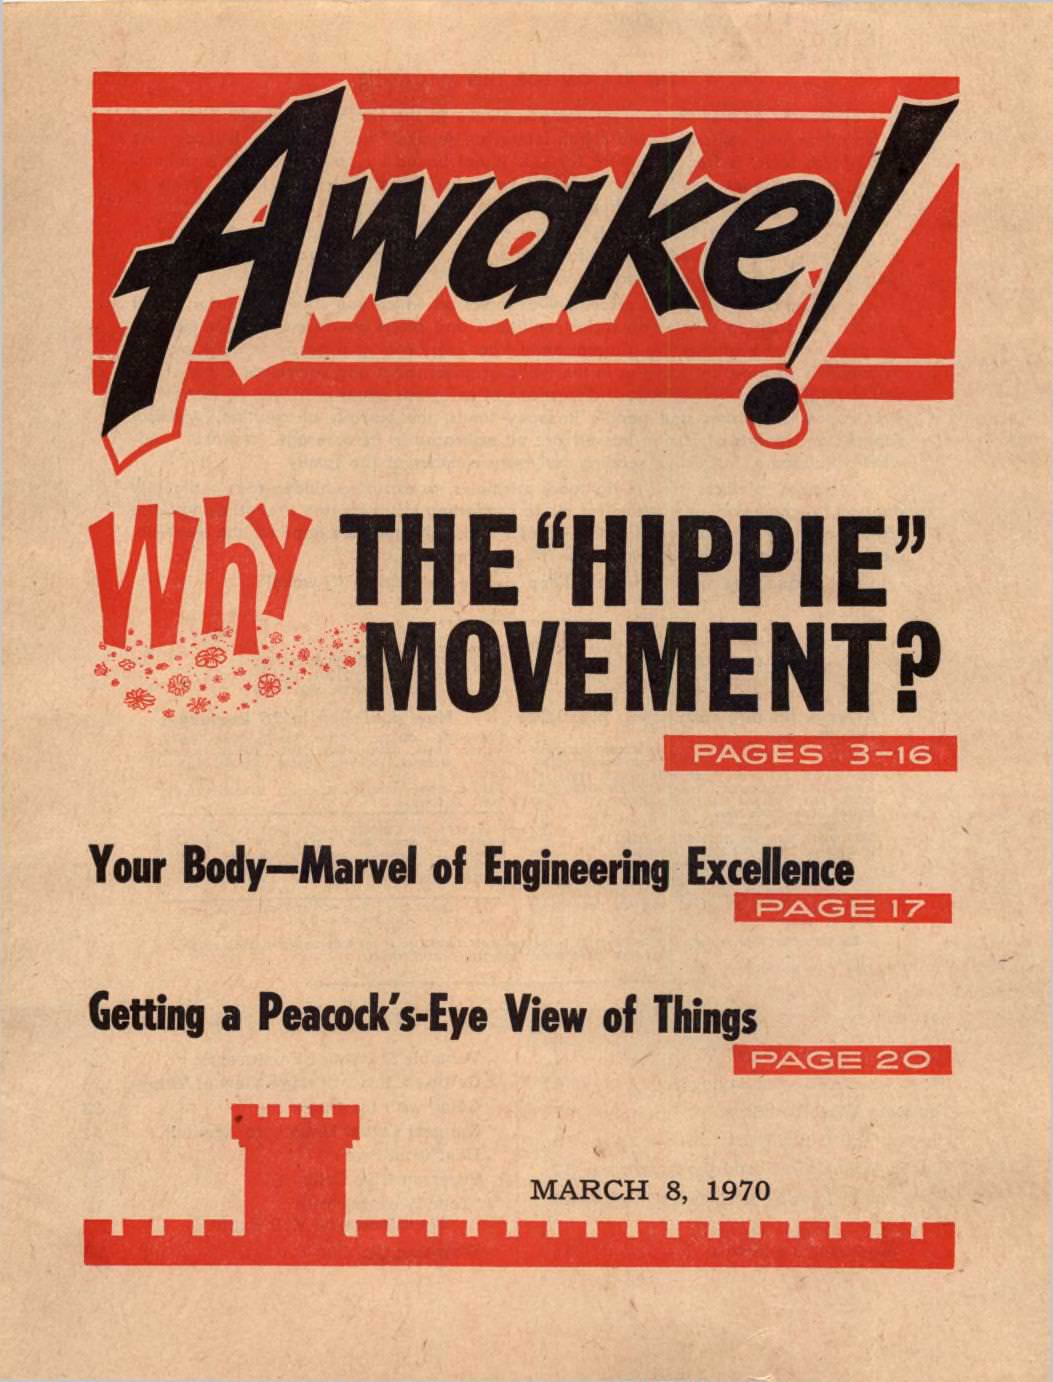 Awake!
Why THE “HIPPIE”
MOVEMENT?
PAGES 3-16
Your Body—Marvel of Engineering Excellence
PAGE 17
Getting a Peacock's-Eye View of Things
PAGE 20
MARCH 8, 1970